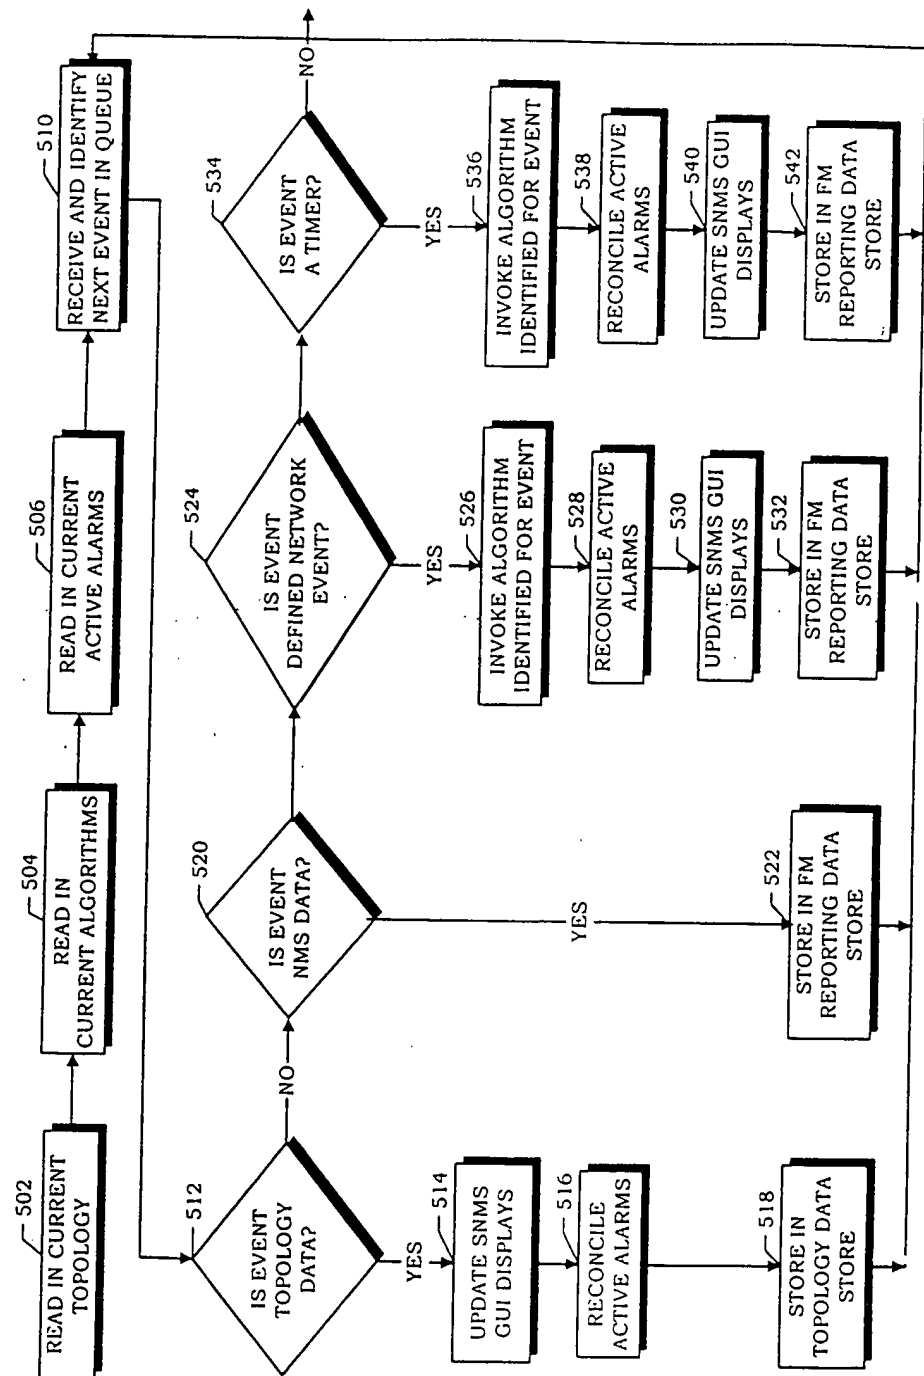 502
READ IN CURRENT
TOPOLOGY
504
READ IN
CURRENT ALGORITHMS
506
READ IN CURRENT
ACTIVE ALARMS
510
RECEIVE AND IDENTIFY
NEXT EVENT IN QUEUE
512
IS EVENT
TOPOLOGY
DATA?
NO
YES
514
UPDATE SNMS
GUI DISPLAYS
516
RECONCILE
ACTIVE ALARMS
518
STORE IN
TOPOLOGY DATA
STORE
520
IS EVENT
NMS DATA?
YES
522
STORE IN FM
REPORTING DATA
STORE
524
IS EVENT
DEFINED NETWORK
EVENT?
YES
526
INVOKE ALGORITHM
IDENTIFIED FOR EVENT
528
RECONCILE ACTIVE
ALARMS
530
UPDATE SNMS GUI
DISPLAYS
532
STORE IN FM
REPORTING DATA
STORE
534
IS EVENT
A TIMER?
NO
YES
536
INVOKE ALGORITHM
IDENTIFIED FOR EVENT
538
RECONCILE ACTIVE
ALARMS
540
UPDATE SNMS GUI
DISPLAYS
542
STORE IN FM
REPORTING DATA
STORE